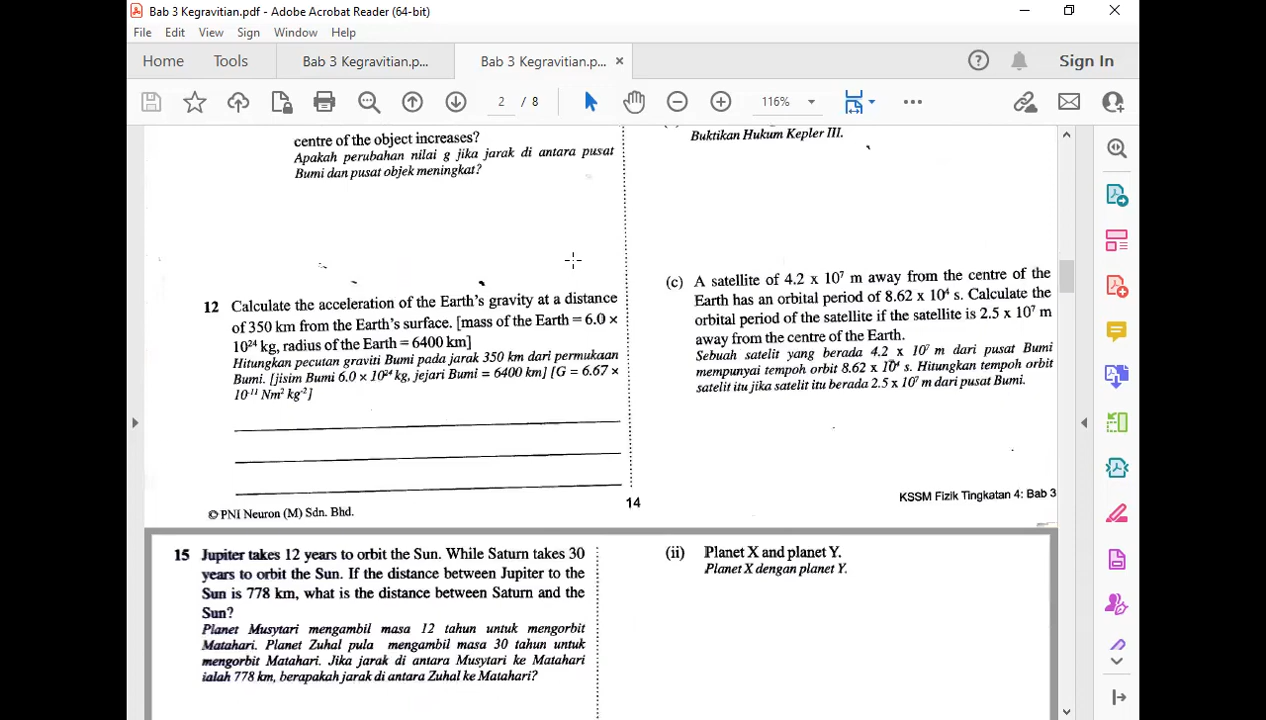 Bab 3 Kegravitian.pdf - Adobe Acrobat Reader (64-bit)
File Edit View Sign Window Help
Home Tools Bab 3 Kegravitian.p... Bab 3 Kegravitian.p... × Sign In
2 / 8 116%
centre of the object increases?
Apakah perubahan nilai g jika jarak di antara pusat
Bumi dan pusat objek meningkat?
12 Calculate the acceleration of the Earth's gravity at a distance
of 350 km from the Earth's surface. [mass of the Earth = 6.0 ×
10²⁴ kg, radius of the Earth = 6400 km]
Hitungkan pecutan graviti Bumi pada jarak 350 km dari permukaan
Bumi. [jisim Bumi 6.0 × 10²⁴ kg, jejari Bumi = 6400 km] [G = 6.67 ×
10⁻¹¹ Nm² kg⁻²]
© PNI Neuron (M) Sdn. Bhd.
Buktikan Hukum Kepler III.
(c) A satellite of 4.2 x 10⁷ m away from the centre of the
Earth has an orbital period of 8.62 x 10⁴ s. Calculate the
orbital period of the satellite if the satellite is 2.5 x 10⁷ m
away from the centre of the Earth.
Sebuah satelit yang berada 4.2 x 10⁷ m dari pusat Bumi
mempunyai tempoh orbit 8.62 x 10⁴ s. Hitungkan tempoh orbit
satelit itu jika satelit itu berada 2.5 x 10⁷ m dari pusat Bumi.
14
KSSM Fizik Tingkatan 4: Bab 3
15 Jupiter takes 12 years to orbit the Sun. While Saturn takes 30
years to orbit the Sun. If the distance between Jupiter to the
Sun is 778 km, what is the distance between Saturn and the
Sun?
Planet Musytari mengambil masa 12 tahun untuk mengorbit
Matahari. Planet Zuhal pula mengambil masa 30 tahun untuk
mengorbit Matahari. Jika jarak di antara Musytari ke Matahari
ialah 778 km, berapakah jarak di antara Zuhal ke Matahari?
(ii) Planet X and planet Y.
Planet X dengan planet Y.